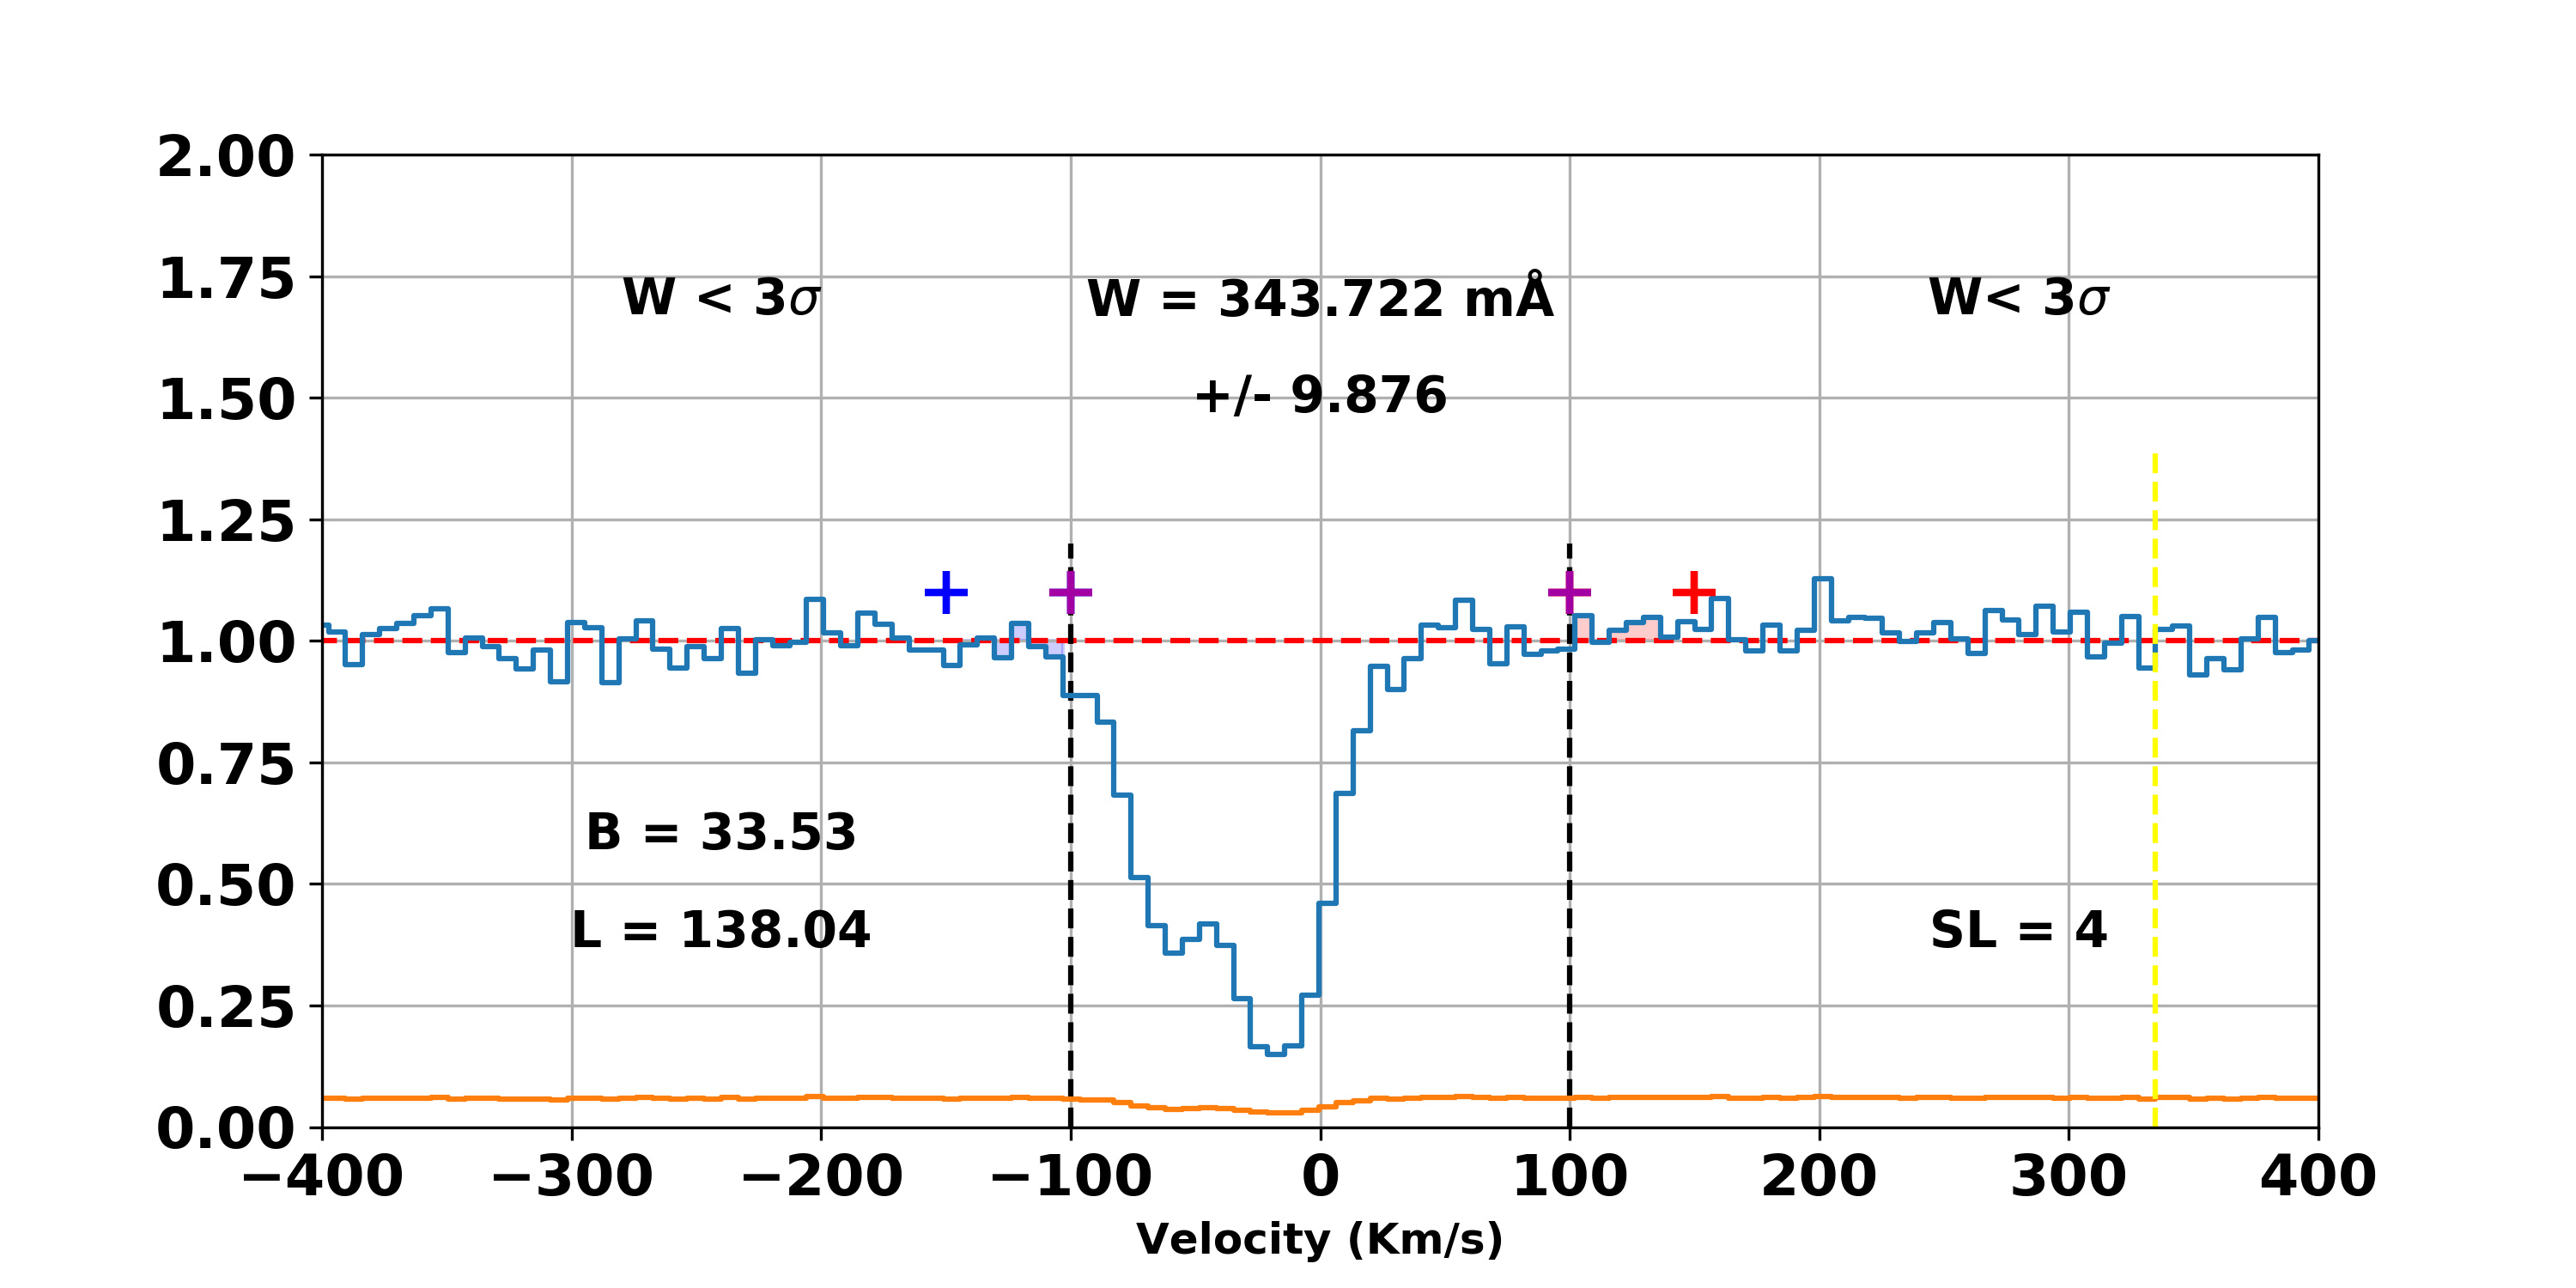 2.00
1.75
W < 3σ
W = 343.722 mÅ
W< 3σ
1.50
+/- 9.876
1.25
1.00
0.75
B = 33.53
0.50
L = 138.04
SL = 4
0.25
0.00
−400 −300 −200 −100 0 100 200 300 400
Velocity (Km/s)